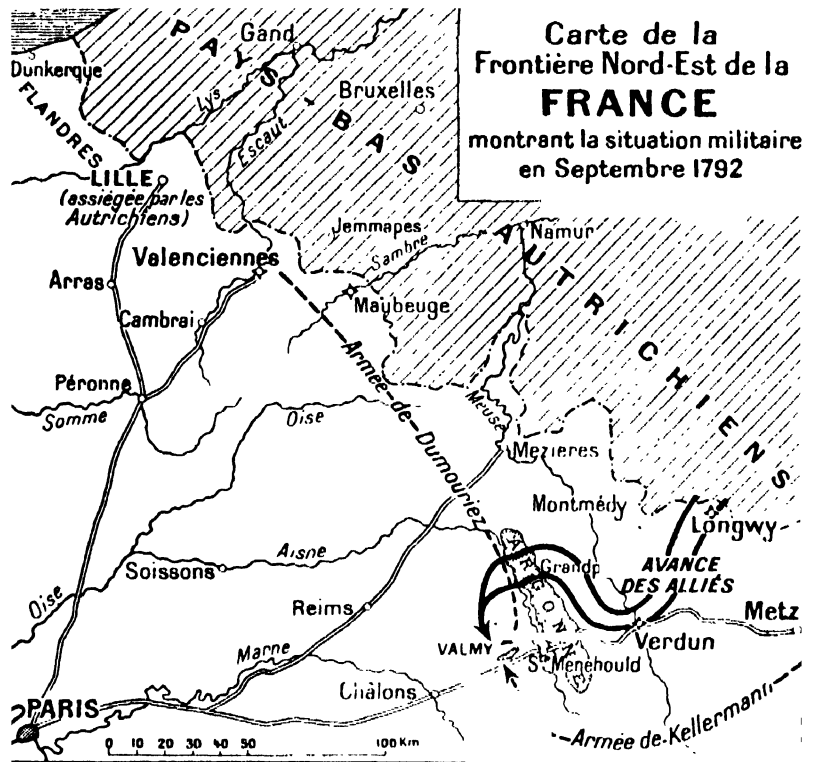 Carte de la
Frontière Nord-Est de la
FRANCE
montrant la situation militaire
en Septembre 1792
PAYS-BAS AUTRICHIENS
Gand
Dunkerque
Lys
Bruxelles
FLANDRES
Escaut
LILLE
(assiégée par les
Autrichiens)
Jemmapes
Namur
Sambre
Valenciennes
Arras
Maubeuge
Cambrai
Armée-de-Dumouriez
Péronne
Somme
Oise
Meuse
Mezieres
Montmédy
Longwy
Aisne
ARGONNE
Grandp
AVANCE
DES ALLIÉS
Soissons
Oise
Reims
Metz
Verdun
Marne
VALMY
Ste Ménéhould
Châlons
PARIS
Armée-de-Kellermann
0 10 20 30 40 50 100 Km